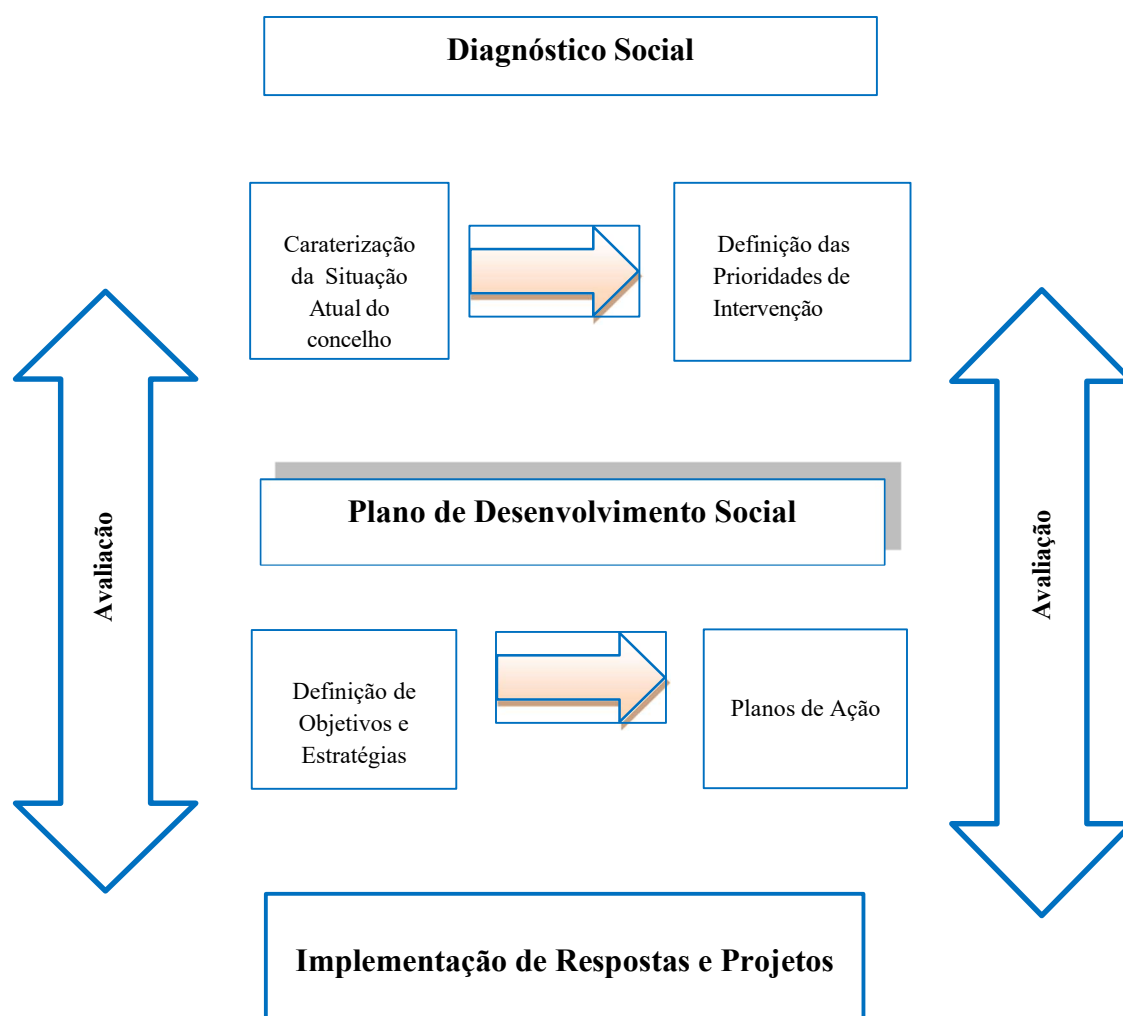 Diagnóstico Social
Caraterização
da Situação
Atual do
concelho
Definição das
Prioridades de
Intervenção
Avaliação
Avaliação
Plano de Desenvolvimento Social
Definição de
Objetivos e
Estratégias
Planos de Ação
Implementação de Respostas e Projetos